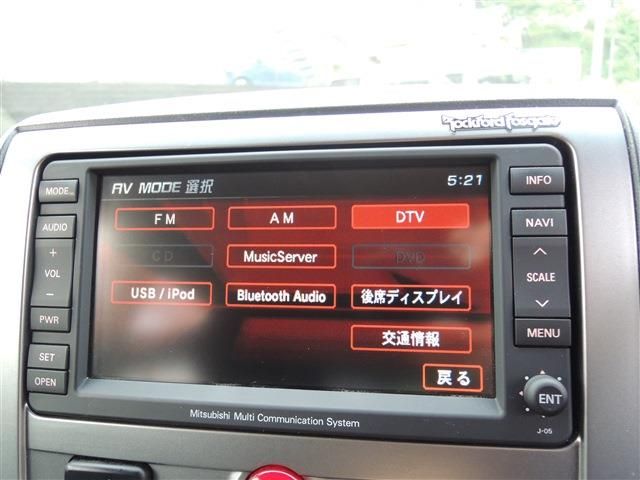 Rockford Fosgate
MODE
AUDIO
+
VOL
−
PWR
SET
OPEN
AV MODE 選択
5:21
FM
AM
DTV
CD
MusicServer
DVD
USB / iPod
Bluetooth Audio
後席ディスプレイ
交通情報
戻る
INFO
NAVI
SCALE
MENU
ENT
J-05
Mitsubishi Multi Communication System